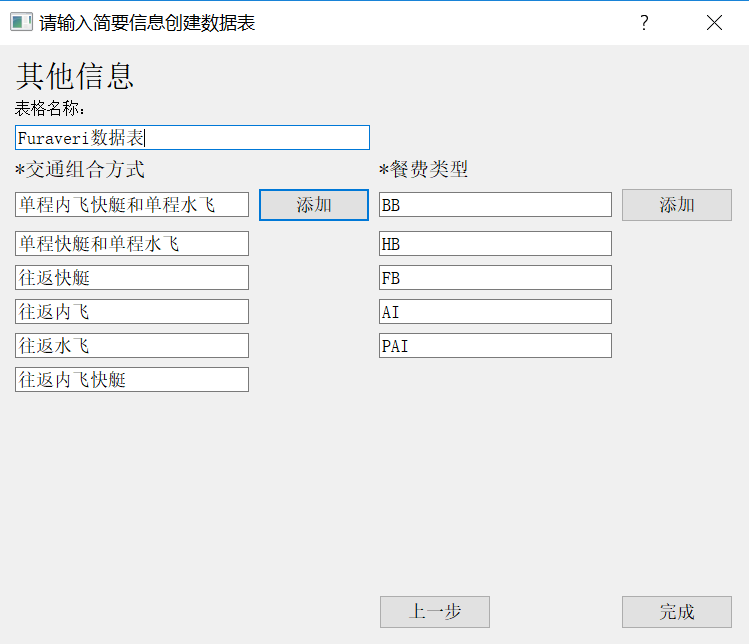 请输入简要信息创建数据表
其他信息
表格名称：
Furaveri数据表
*交通组合方式 *餐费类型
单程内飞快艇和单程水飞 添加 BB 添加
单程快艇和单程水飞 HB
往返快艇 FB
往返内飞 AI
往返水飞 PAI
往返内飞快艇
上一步 完成